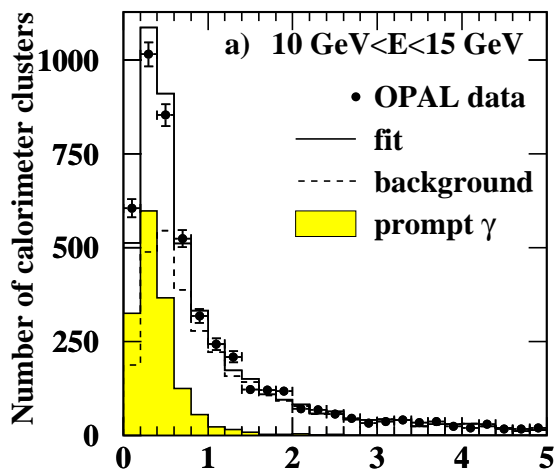 a) 10 GeV<E<15 GeV
OPAL data
fit
background
prompt γ
Number of calorimeter clusters
1000
750
500
250
0
0 1 2 3 4 5